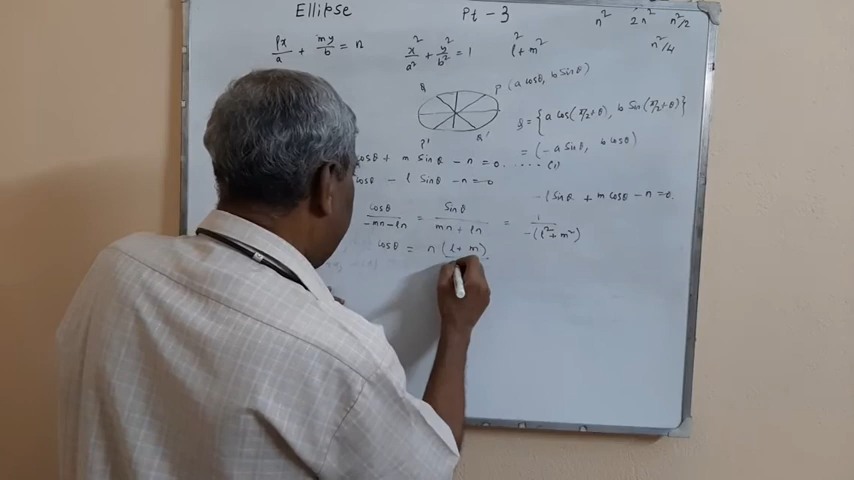 Ellipse Pt - 3
n² 2n² n²/2
n²/4
lx/a + my/b = n
x²/a² + y²/b² = 1
l² + m²
P (a cosθ, b sinθ)
Q = {a cos(π/2+θ), b sin(π/2+θ)}
= (-a sinθ, b cosθ)
P'
Q'
cosθ + m sinθ - n = 0 ..... (1)
cosθ - l sinθ - n = 0
- l sinθ + m cosθ - n = 0.
cosθ/-mn-ln = sinθ/mn+ln = 1/-(l²+m²)
cosθ = n(l+m)